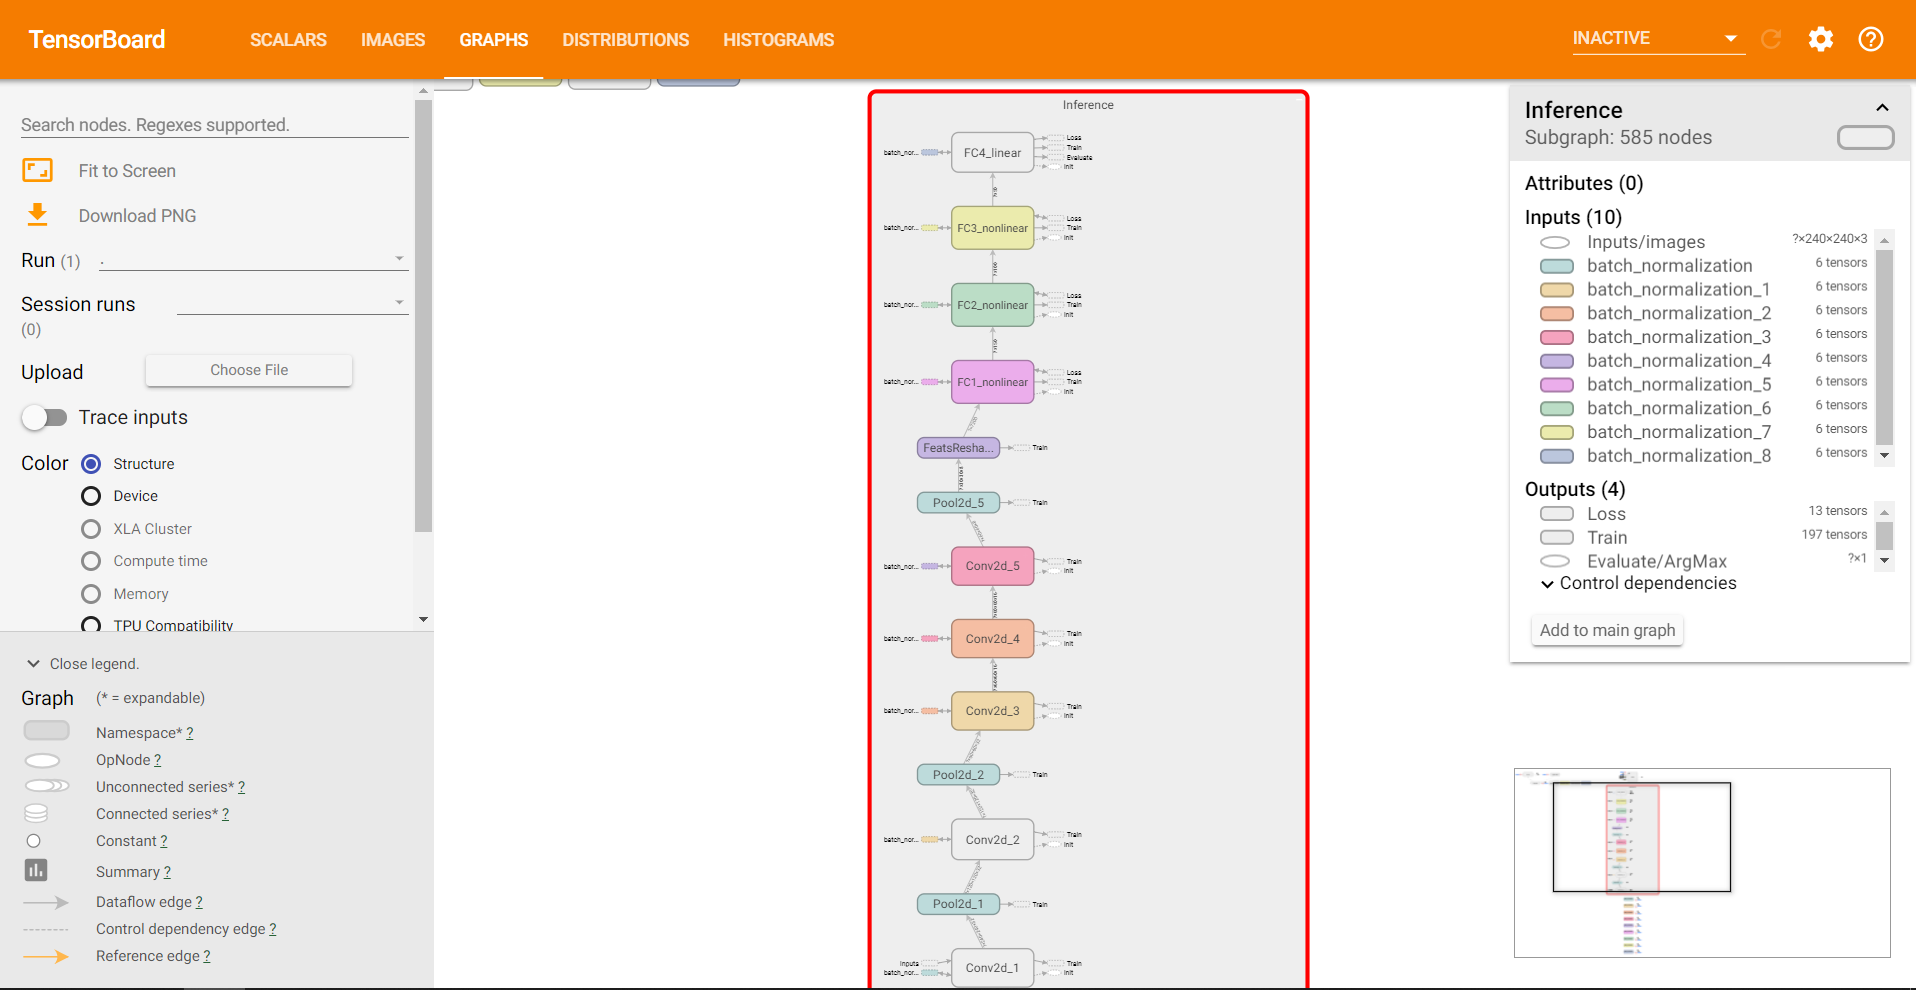 TensorBoard
SCALARS IMAGES GRAPHS DISTRIBUTIONS HISTOGRAMS
INACTIVE
Search nodes. Regexes supported.
Fit to Screen
Download PNG
Run (1) .
Session runs
(0)
Upload Choose File
Trace inputs
Color Structure
Device
XLA Cluster
Compute time
Memory
TPU Compatibility
Close legend.
Graph (* = expandable)
Namespace* ?
OpNode ?
Unconnected series* ?
Connected series* ?
Constant ?
Summary ?
Dataflow edge ?
Control dependency edge ?
Reference edge ?
Inference
batch_nor... FC4_linear
Loss
Train
Evaluate
Init
batch_nor... FC3_nonlinear
Loss
Train
Init
batch_nor... FC2_nonlinear
Loss
Train
Init
batch_nor... FC1_nonlinear
Loss
Train
Init
FeatsResha... Train
Pool2d_5 Train
batch_nor... Conv2d_5
Train
Init
batch_nor... Conv2d_4
Train
Init
batch_nor... Conv2d_3
Train
Init
Pool2d_2 Train
batch_nor... Conv2d_2
Train
Init
Pool2d_1 Train
Inputs
batch_nor... Conv2d_1
Train
Init
Inference
Subgraph: 585 nodes
Attributes (0)
Inputs (10)
Inputs/images ?×240×240×3
batch_normalization 6 tensors
batch_normalization_1 6 tensors
batch_normalization_2 6 tensors
batch_normalization_3 6 tensors
batch_normalization_4 6 tensors
batch_normalization_5 6 tensors
batch_normalization_6 6 tensors
batch_normalization_7 6 tensors
batch_normalization_8 6 tensors
Outputs (4)
Loss 13 tensors
Train 197 tensors
Evaluate/ArgMax ?×1
Control dependencies
Add to main graph